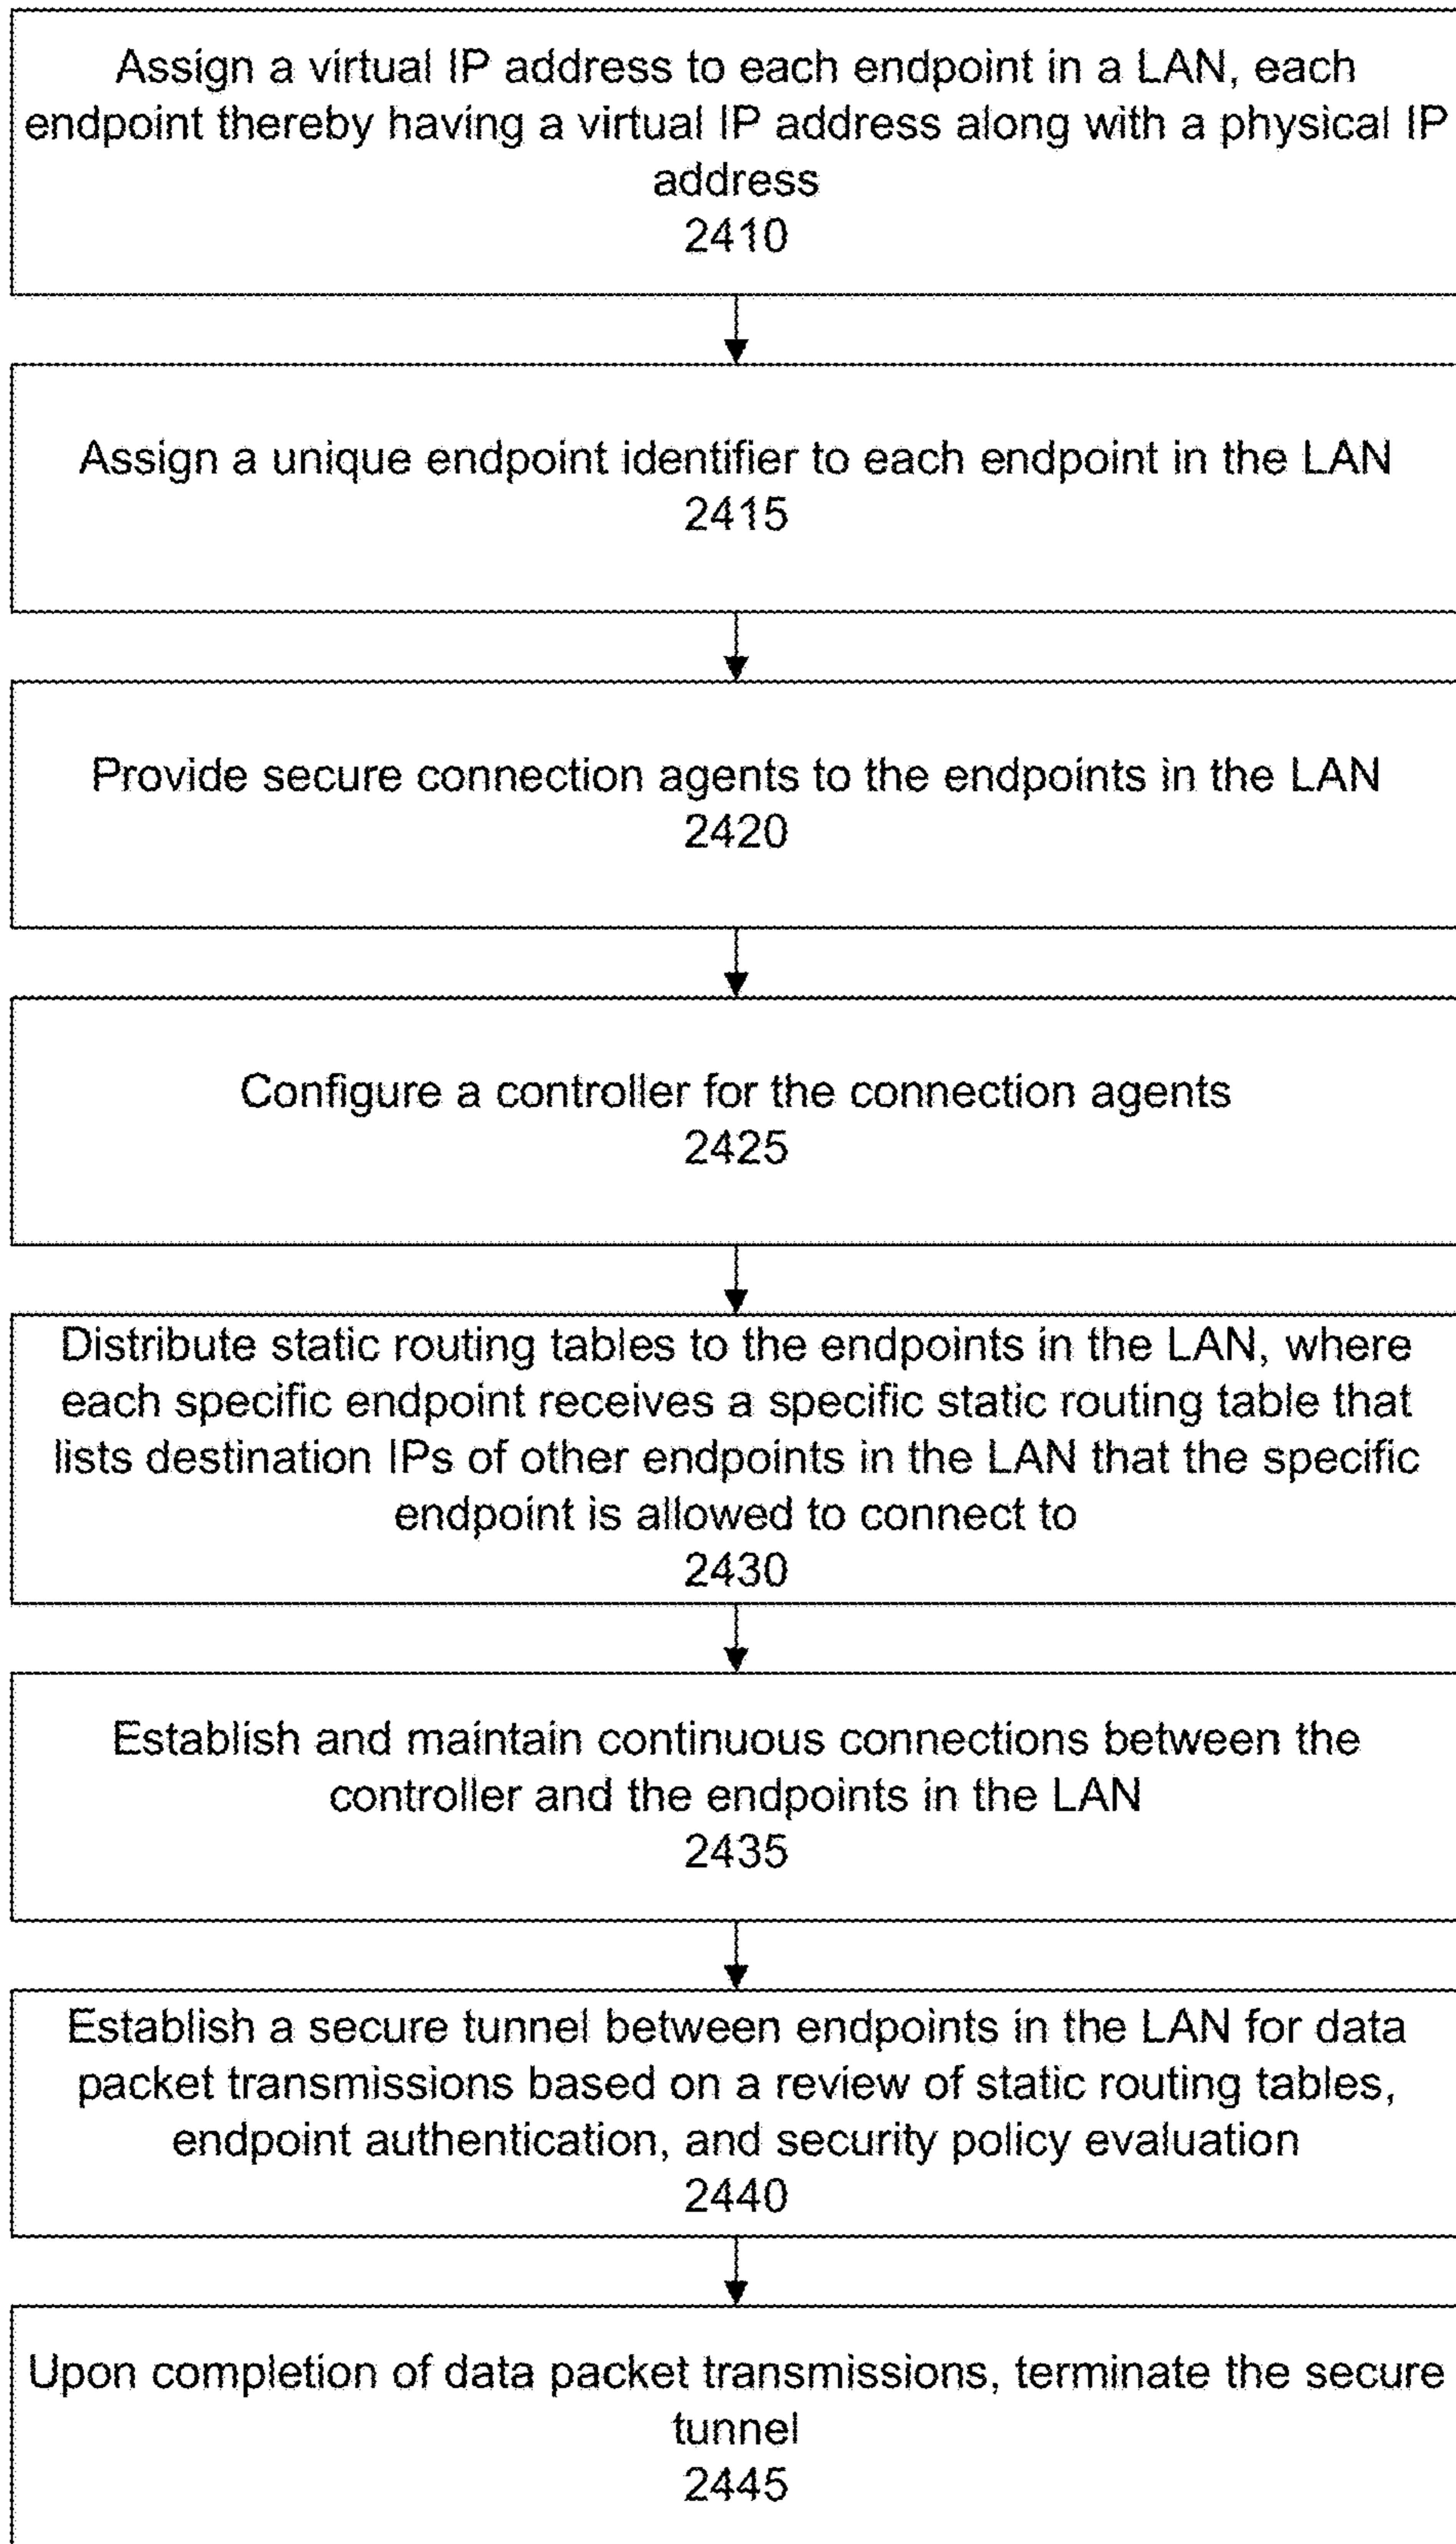 Assign a virtual IP address to each endpoint in a LAN, each
endpoint thereby having a virtual IP address along with a physical IP
address
2410
Assign a unique endpoint identifier to each endpoint in the LAN
2415
Provide secure connection agents to the endpoints in the LAN
2420
Configure a controller for the connection agents
2425
Distribute static routing tables to the endpoints in the LAN, where
each specific endpoint receives a specific static routing table that
lists destination IPs of other endpoints in the LAN that the specific
endpoint is allowed to connect to
2430
Establish and maintain continuous connections between the
controller and the endpoints in the LAN
2435
Establish a secure tunnel between endpoints in the LAN for data
packet transmissions based on a review of static routing tables,
endpoint authentication, and security policy evaluation
2440
Upon completion of data packet transmissions, terminate the secure
tunnel
2445